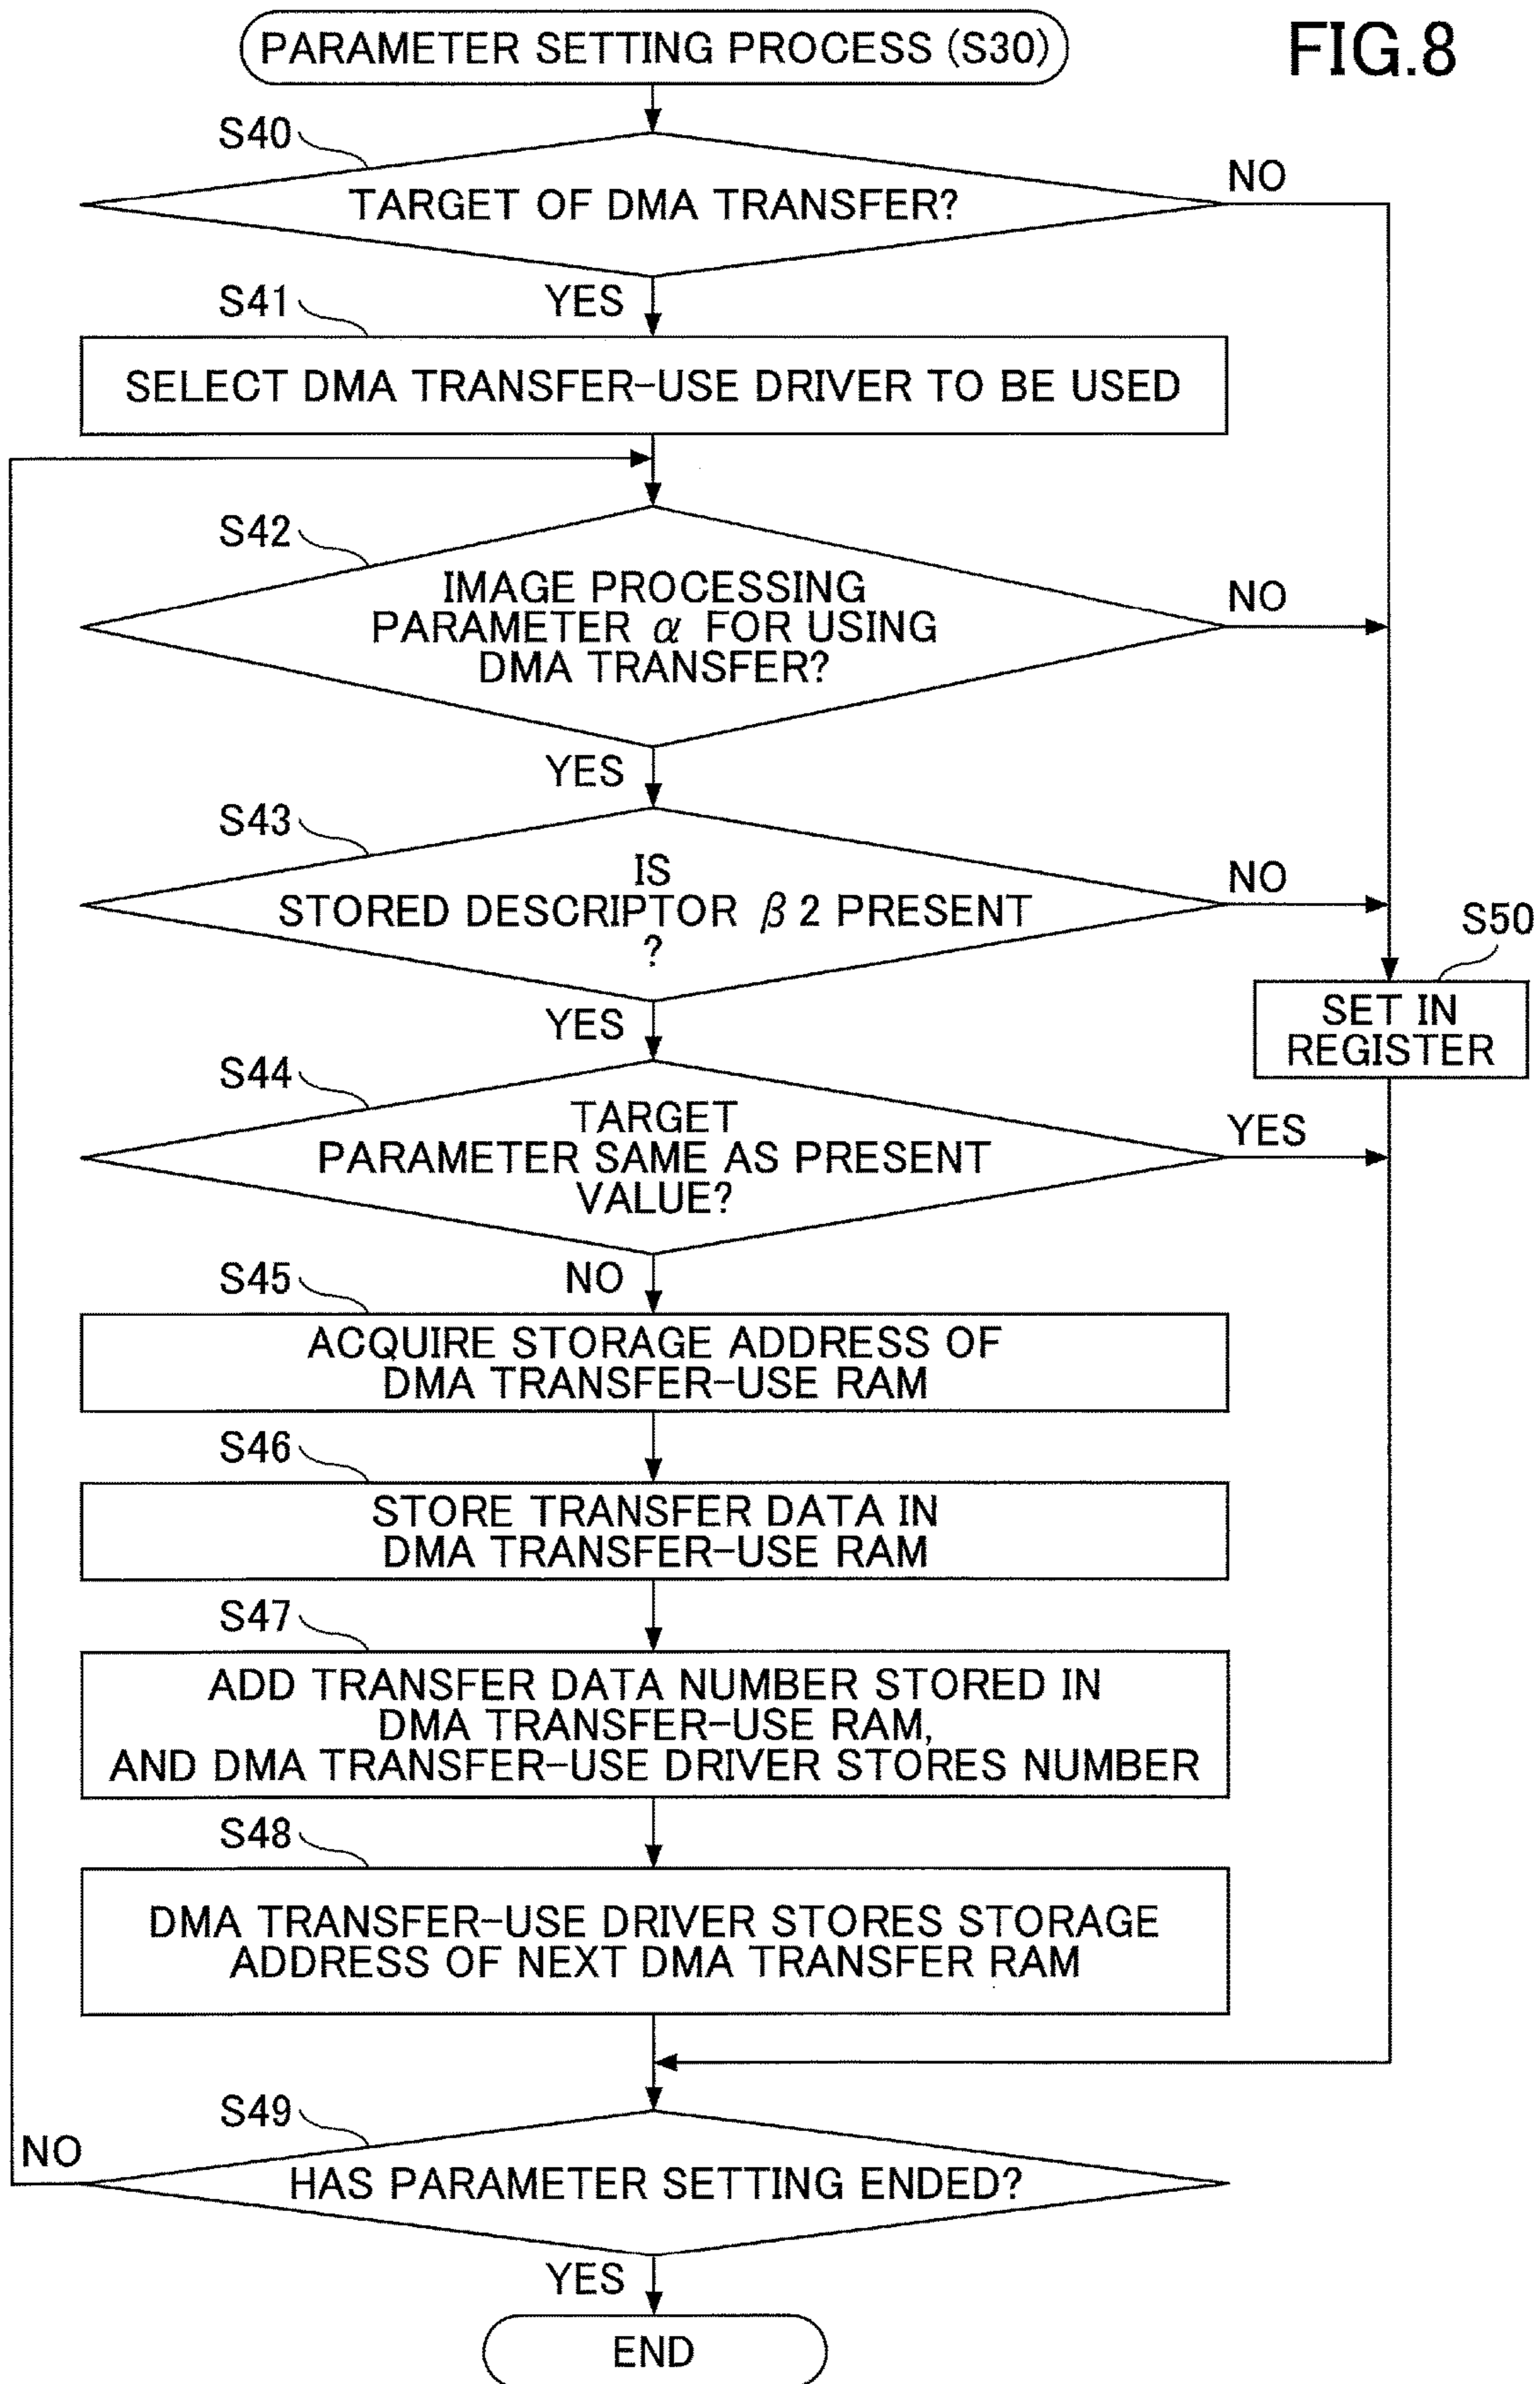 PARAMETER SETTING PROCESS (S30)
FIG.8
S40
TARGET OF DMA TRANSFER?
NO
YES
S41
SELECT DMA TRANSFER-USE DRIVER TO BE USED
S42
IMAGE PROCESSING
PARAMETER α FOR USING
DMA TRANSFER?
NO
YES
S43
IS
STORED DESCRIPTOR β2 PRESENT
?
NO
YES
S50
SET IN
REGISTER
S44
TARGET
PARAMETER SAME AS PRESENT
VALUE?
YES
NO
S45
ACQUIRE STORAGE ADDRESS OF
DMA TRANSFER-USE RAM
S46
STORE TRANSFER DATA IN
DMA TRANSFER-USE RAM
S47
ADD TRANSFER DATA NUMBER STORED IN
DMA TRANSFER-USE RAM,
AND DMA TRANSFER-USE DRIVER STORES NUMBER
S48
DMA TRANSFER-USE DRIVER STORES STORAGE
ADDRESS OF NEXT DMA TRANSFER RAM
S49
NO
HAS PARAMETER SETTING ENDED?
YES
END